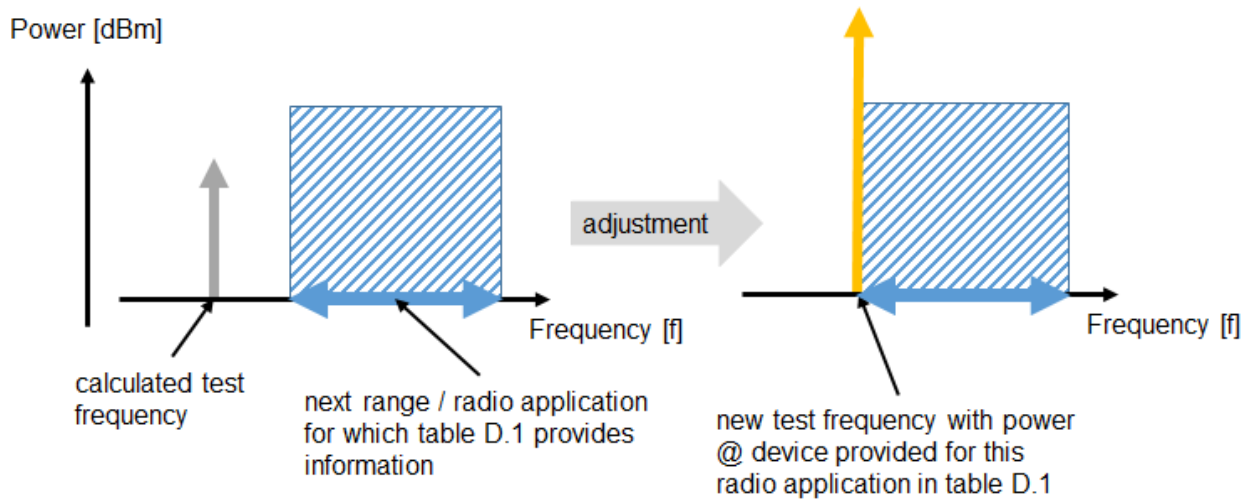 Power [dBm]
adjustment
Frequency [f]
Frequency [f]
calculated test
frequency
next range / radio application
for which table D.1 provides
information
new test frequency with power
@ device provided for this
radio application in table D.1